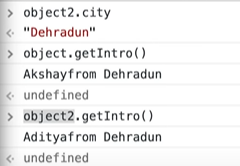 > object2.city
<· "Dehradun"
> object.getIntro()
Akshayfrom Dehradun
<· undefined
> object2.getIntro()
Adityafrom Dehradun
<· undefined